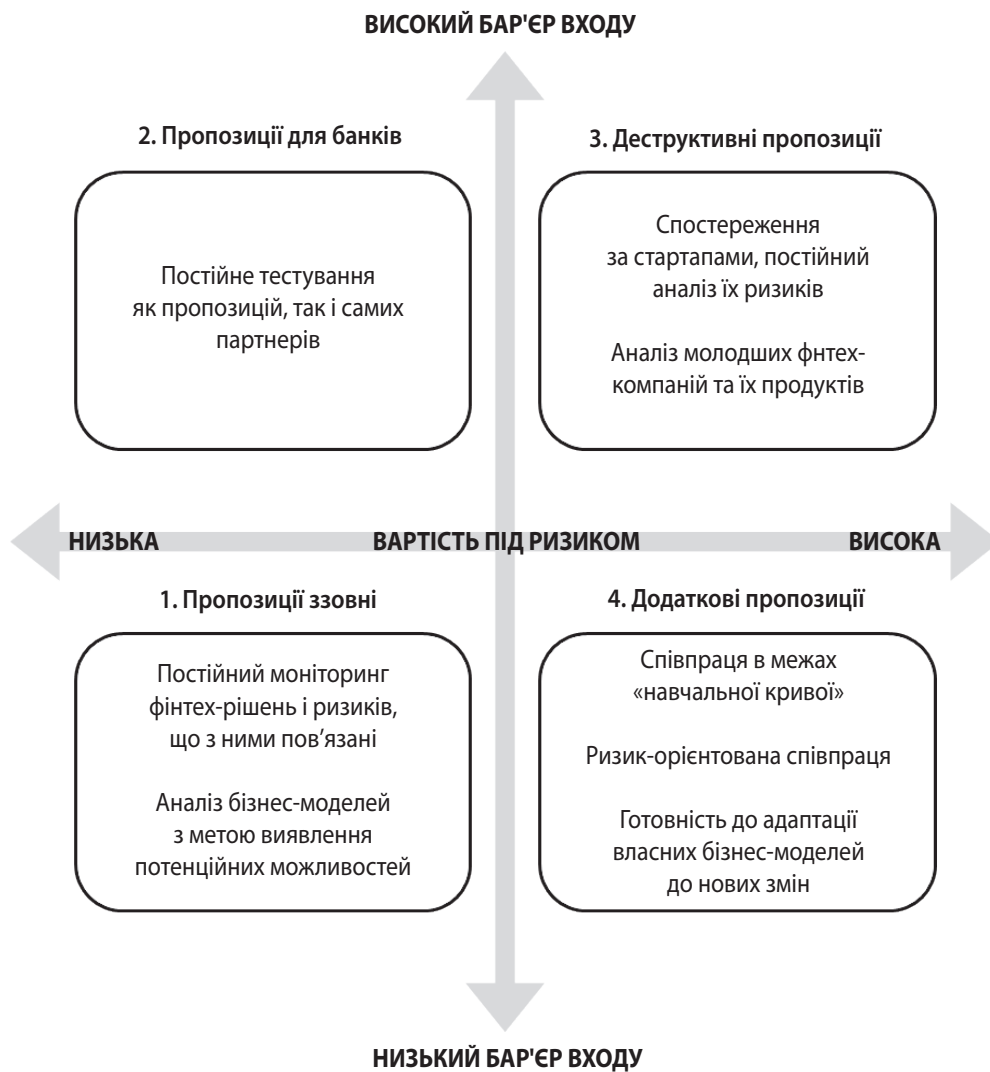 ВИСОКИЙ БАР'ЄР ВХОДУ
2. Пропозиції для банків
Постійне тестування
як пропозицій, так і самих
партнерів
3. Деструктивні пропозиції
Спостереження
за стартапами, постійний
аналіз їх ризиків
Аналіз молодших фнтех-
компаній та їх продуктів
НИЗЬКА
ВАРТІСТЬ ПІД РИЗИКОМ
ВИСОКА
1. Пропозиції ззовні
Постійний моніторинг
фінтех-рішень і ризиків,
що з ними пов’язані
Аналіз бізнес-моделей
з метою виявлення
потенційних можливостей
4. Додаткові пропозиції
Співпраця в межах
«навчальної кривої»
Ризик-орієнтована співпраця
Готовність до адаптації
власних бізнес-моделей
до нових змін
НИЗЬКИЙ БАР'ЄР ВХОДУ